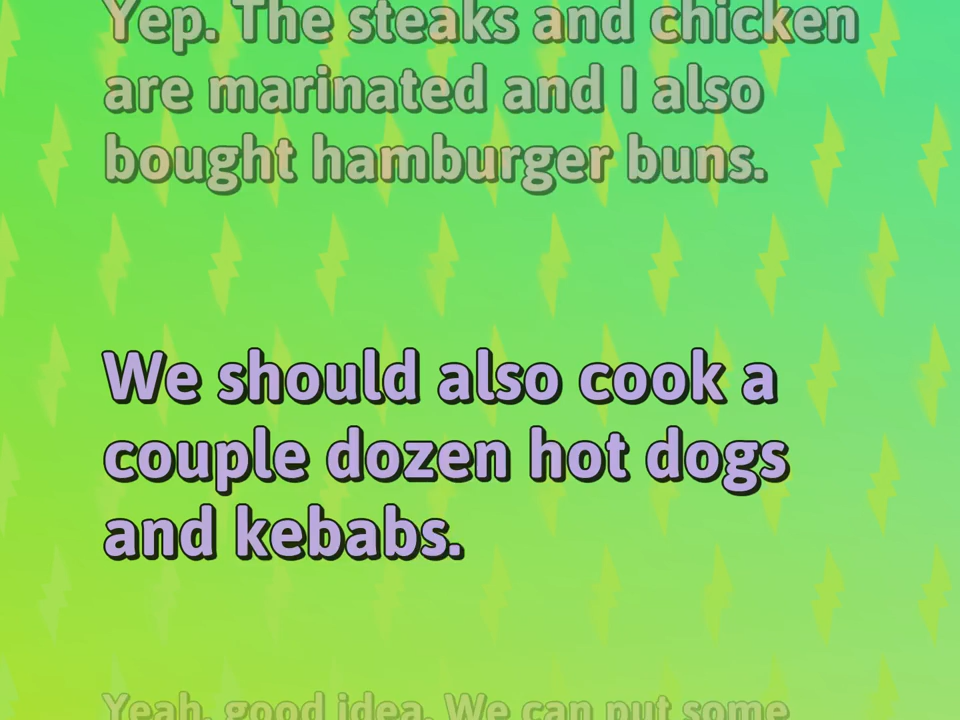 Yep. The steaks and chicken
are marinated and I also
bought hamburger buns.
We should also cook a
couple dozen hot dogs
and kebabs.
Yeah, good idea. We can put some